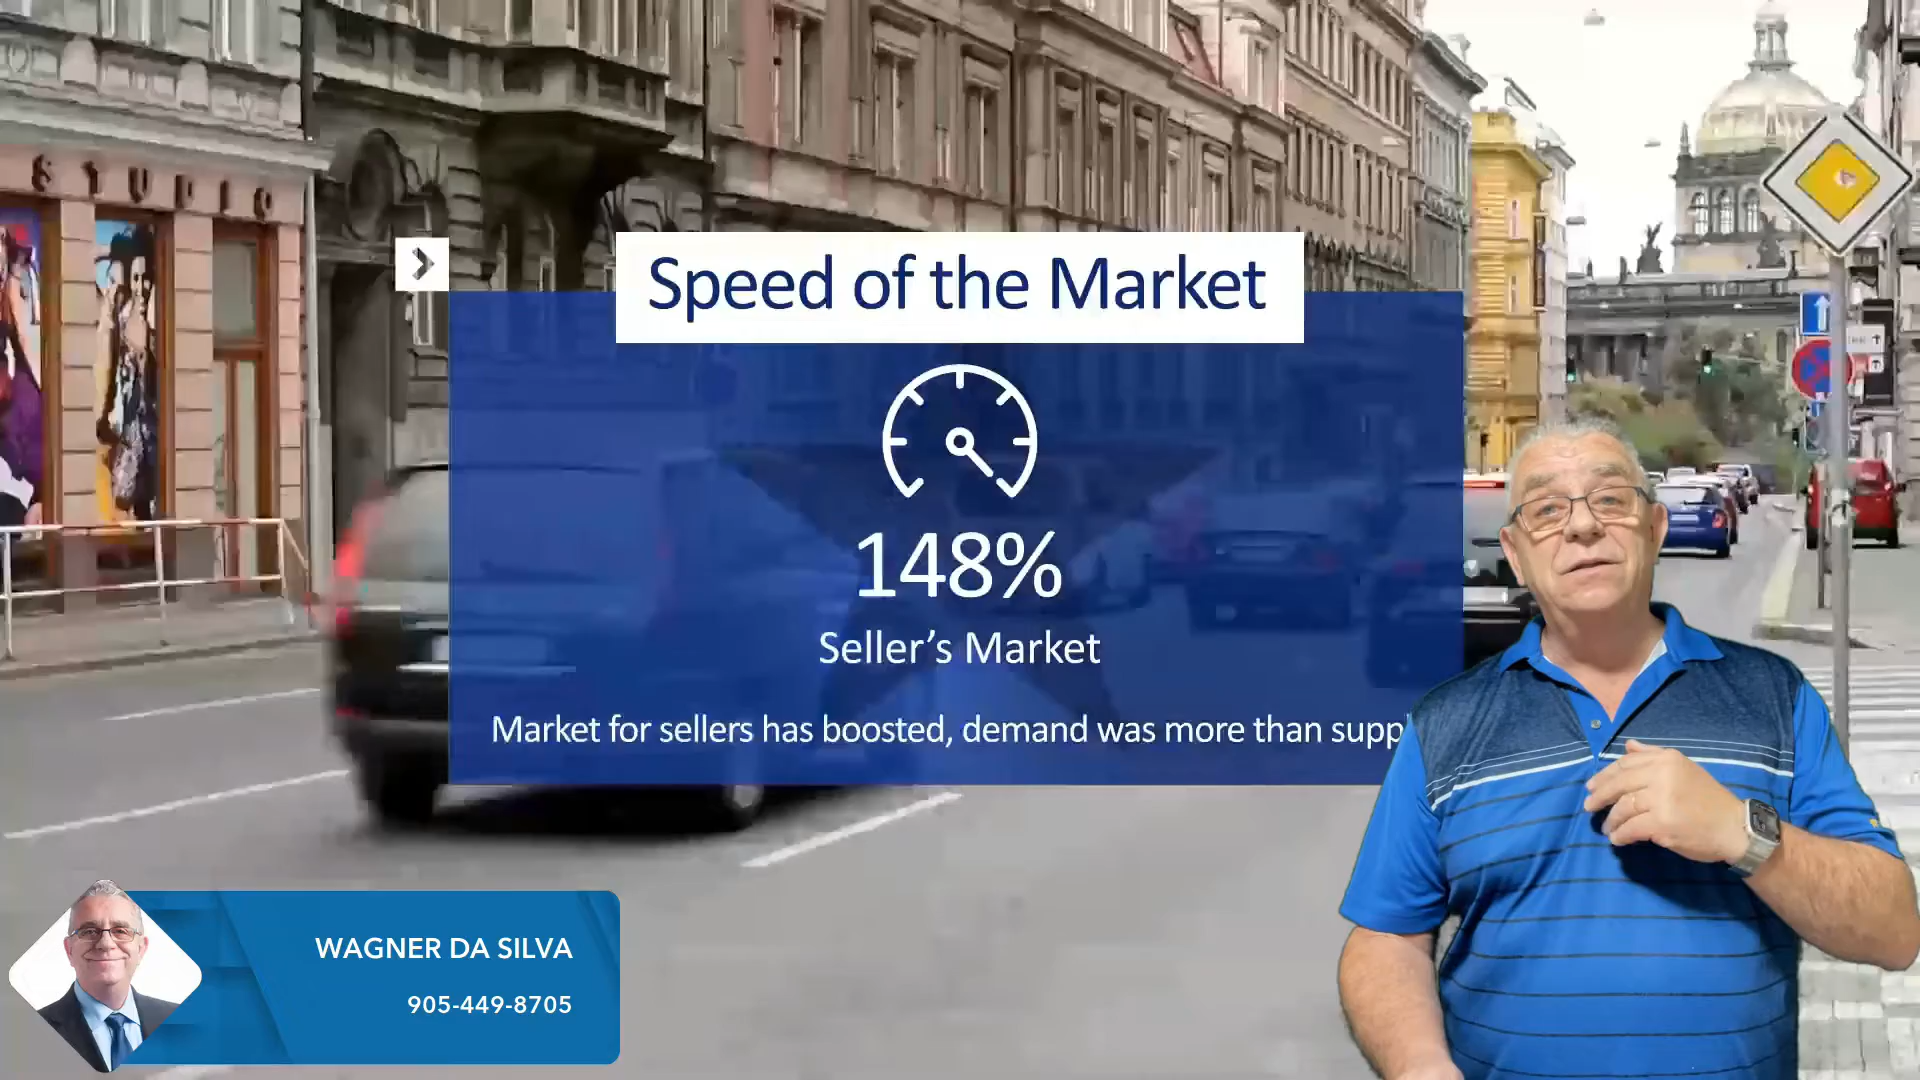 STUDIO
Speed of the Market
148%
Seller’s Market
Market for sellers has boosted, demand was more than supp
WAGNER DA SILVA
905-449-8705